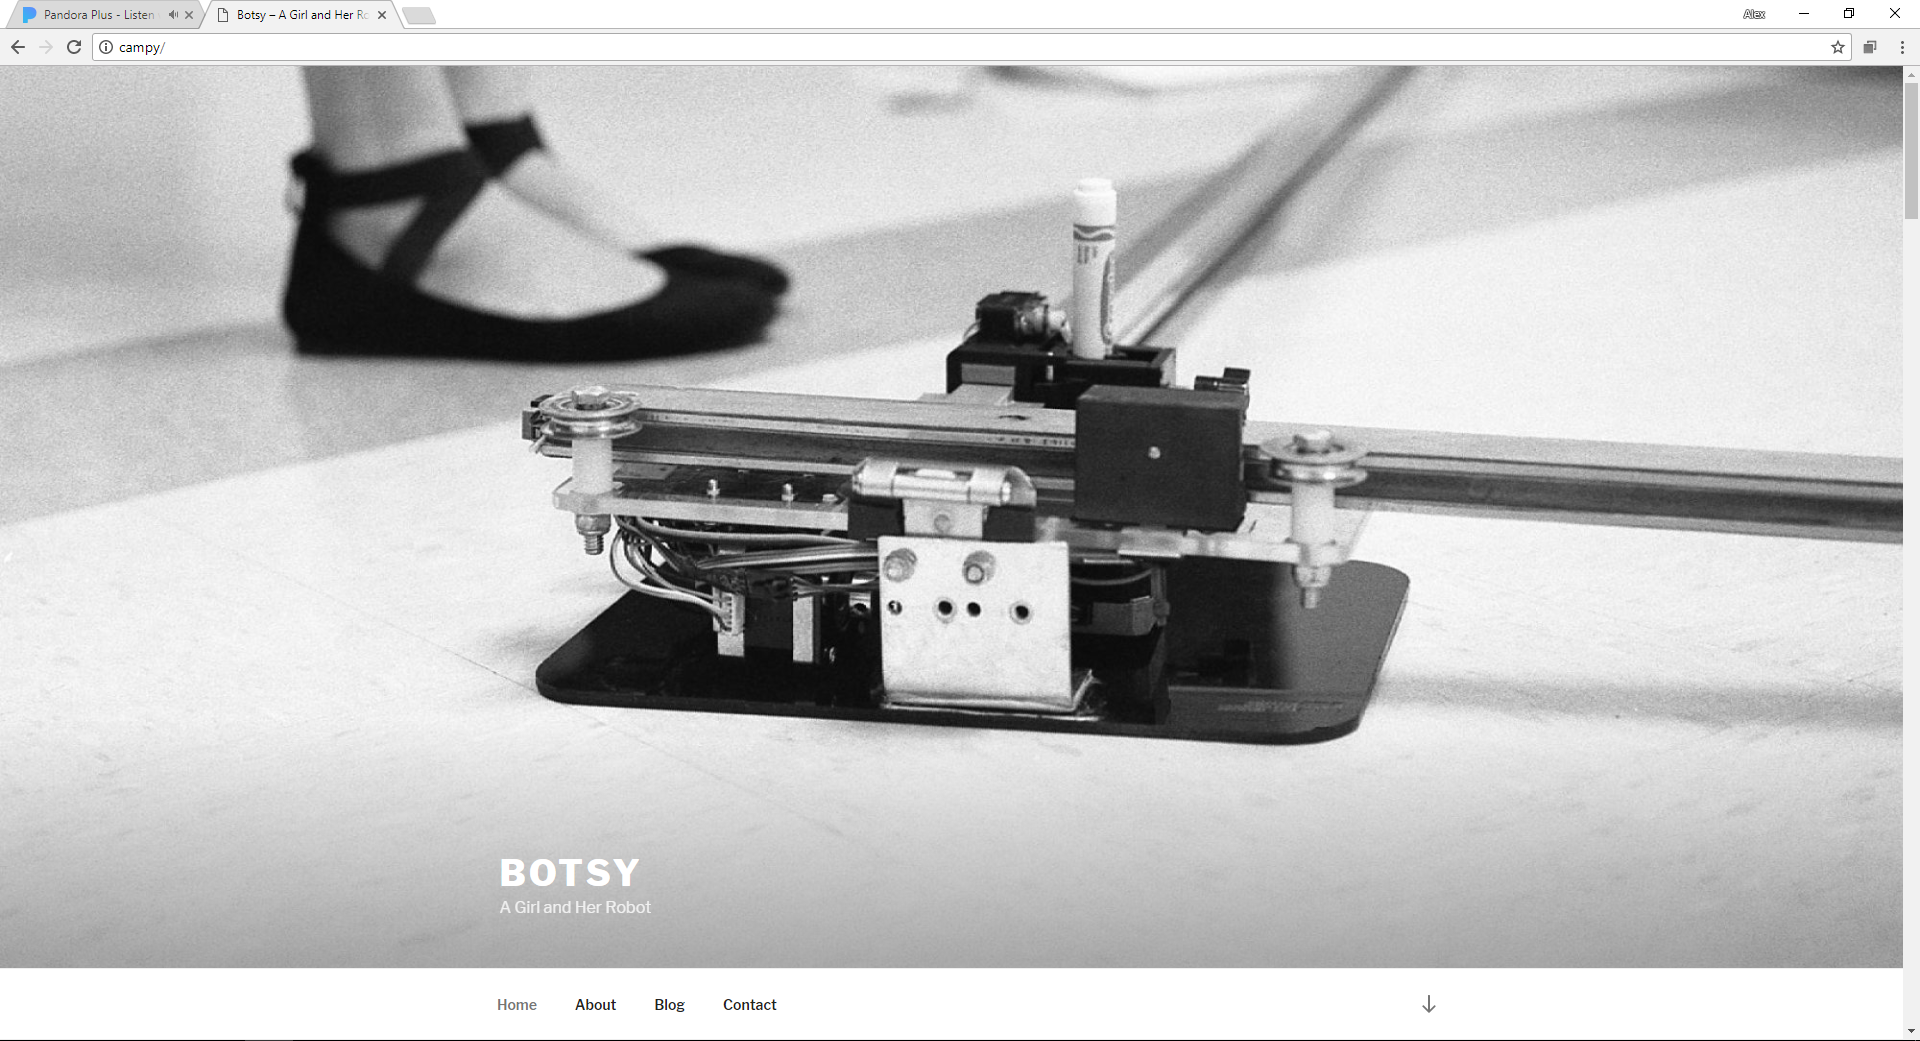 Pandora Plus - Listen
Botsy – A Girl and Her Ro
Alex
campy/
BOTSY
A Girl and Her Robot
Home
About
Blog
Contact